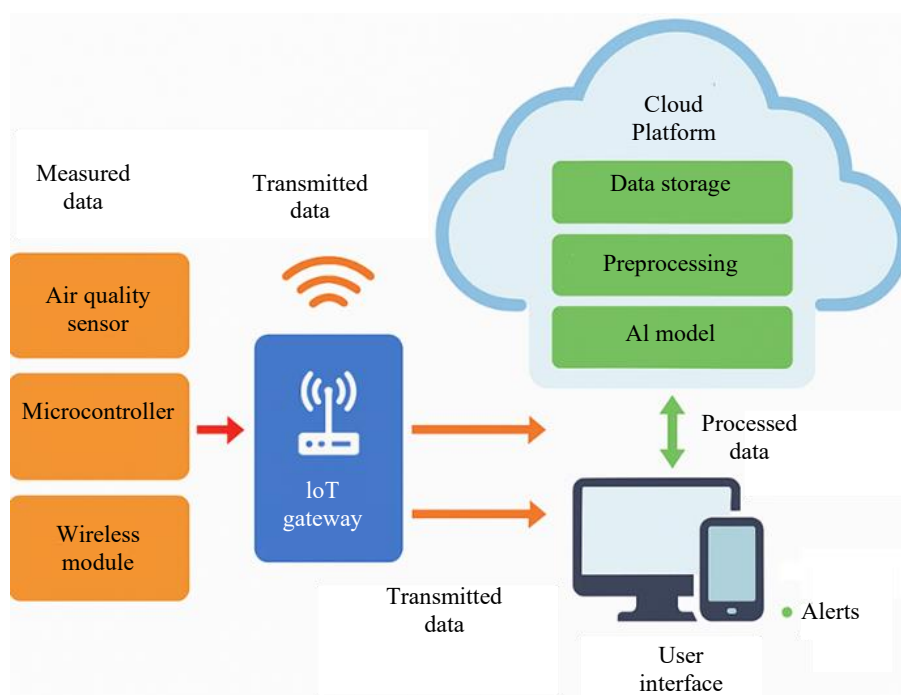 Cloud
Platform
Measured
data
Transmitted
data
Data storage
Preprocessing
Al model
Air quality
sensor
Microcontroller
Wireless
module
loT
gateway
Processed
data
Transmitted
data
Alerts
User
interface